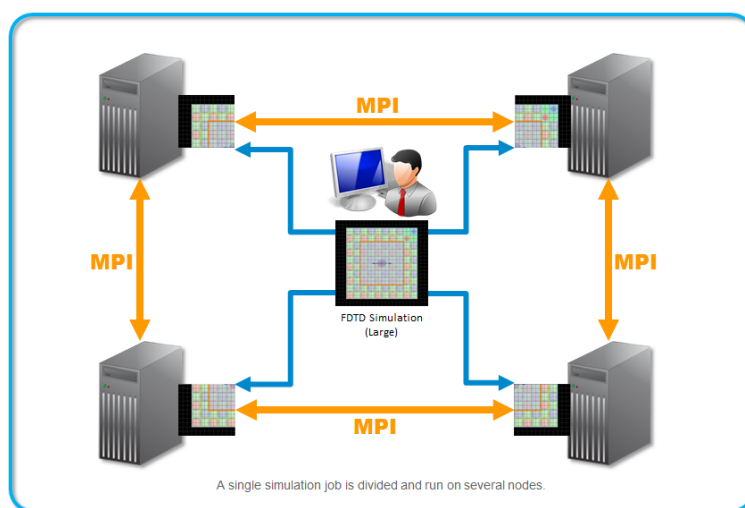 MPI
MPI
MPI
FDTD Simulation
(Large)
MPI
A single simulation job is divided and run on several nodes.